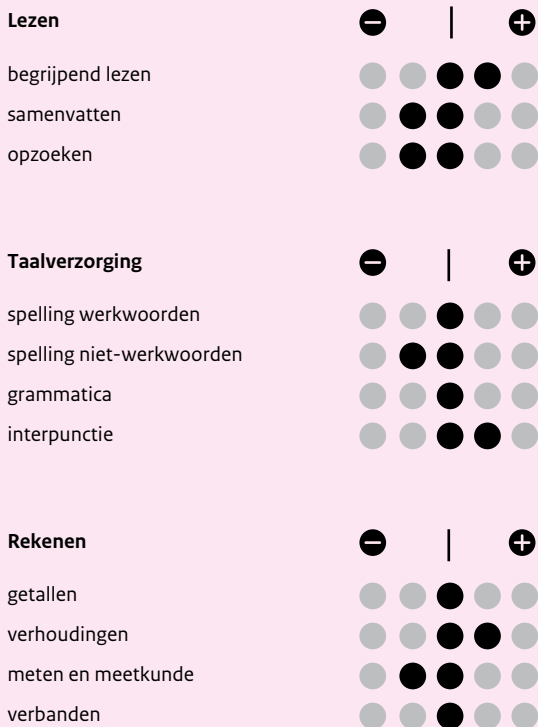 Lezen
begrijpend lezen
samenvatten
opzoeken
Taalverzorging
spelling werkwoorden
spelling niet-werkwoorden
grammatica
interpunctie
Rekenen
getallen
verhoudingen
meten en meetkunde
verbanden